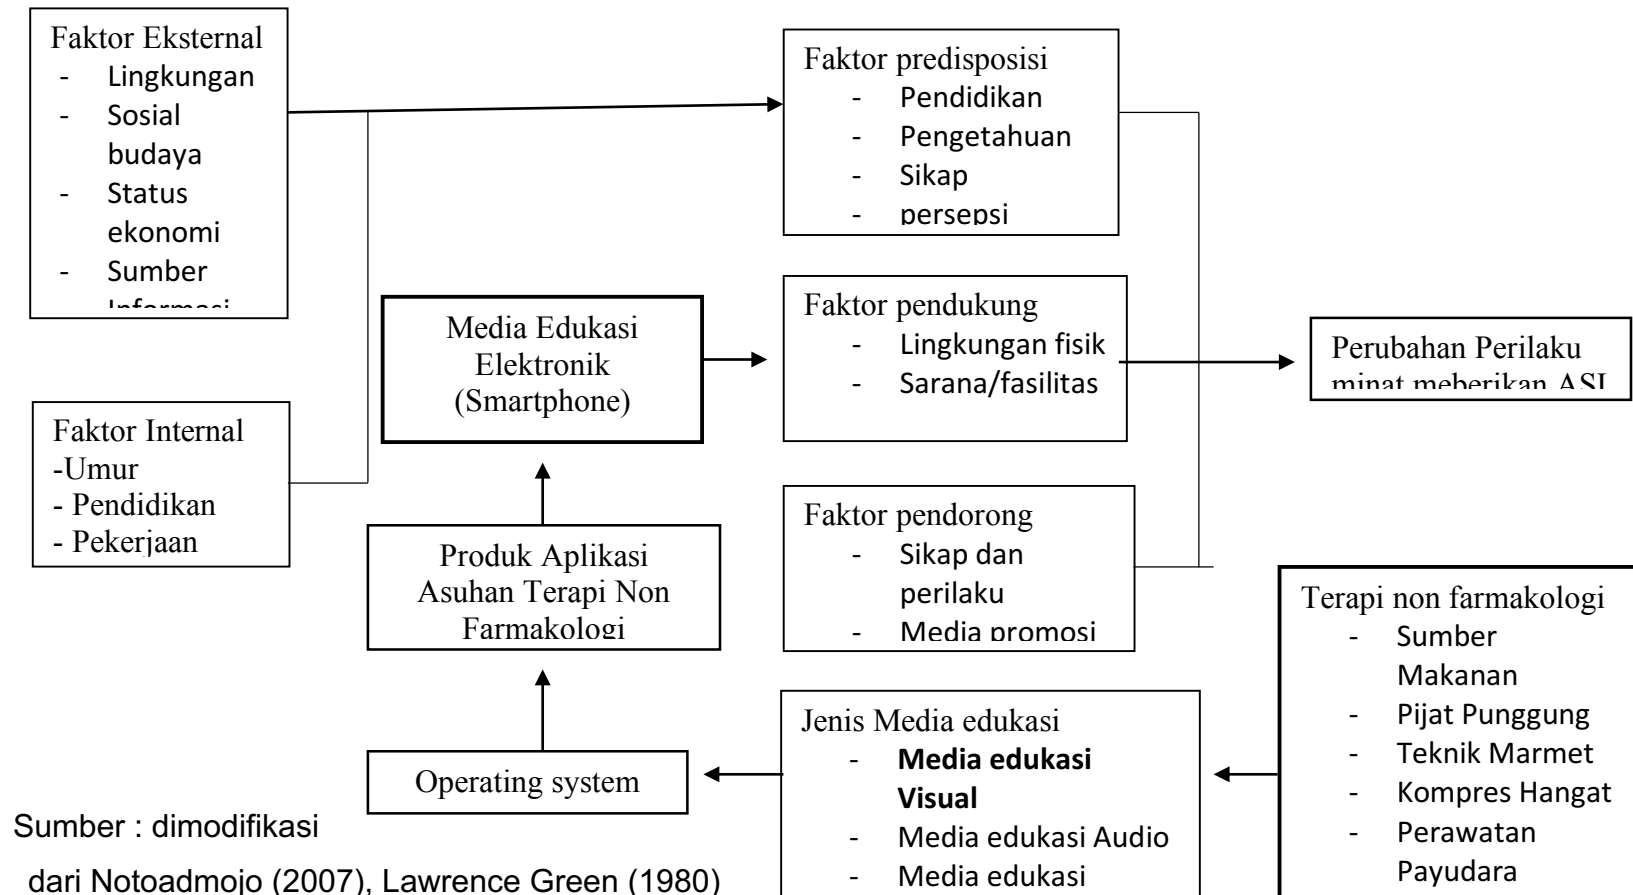 Faktor Eksternal
- Lingkungan
- Sosial
budaya
- Status
ekonomi
- Sumber
Informasi
Faktor Internal
-Umur
- Pendidikan
- Pekerjaan
Media Edukasi
Elektronik
(Smartphone)
Produk Aplikasi
Asuhan Terapi Non
Farmakologi
Operating system
Faktor predisposisi
- Pendidikan
- Pengetahuan
- Sikap
- persepsi
Faktor pendukung
- Lingkungan fisik
- Sarana/fasilitas
Faktor pendorong
- Sikap dan
perilaku
- Media promosi
Jenis Media edukasi
- Media edukasi
Visual
- Media edukasi Audio
- Media edukasi
Perubahan Perilaku
minat meberikan ASI
Terapi non farmakologi
- Sumber
Makanan
- Pijat Punggung
- Teknik Marmet
- Kompres Hangat
- Perawatan
Payudara
Sumber : dimodifikasi
dari Notoadmojo (2007), Lawrence Green (1980)